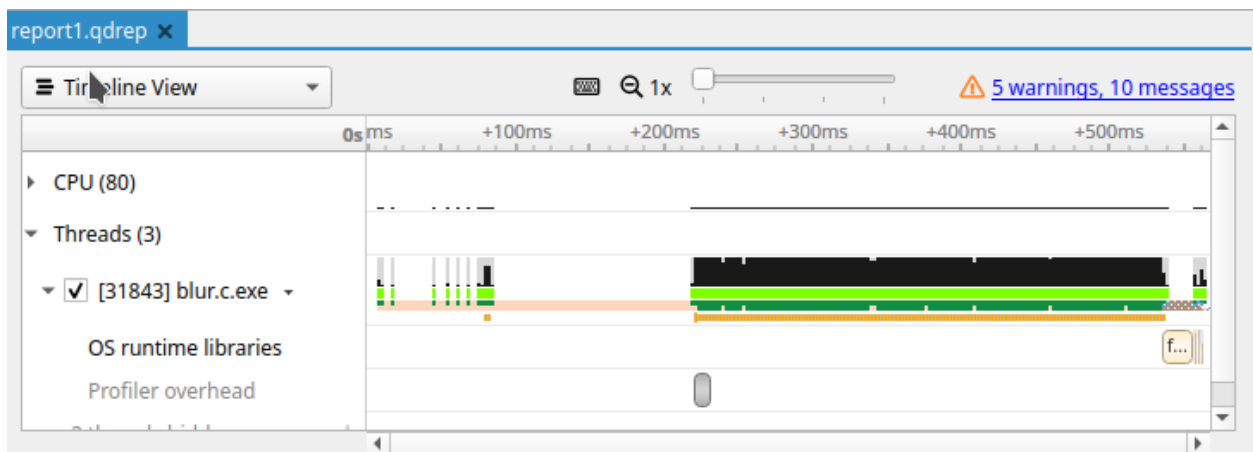 report1.qdrep
Timeline View
1x
5 warnings, 10 messages
0s
ms +100ms +200ms +300ms +400ms +500ms
CPU (80)
Threads (3)
[31843] blur.c.exe
OS runtime libraries
f...
Profiler overhead